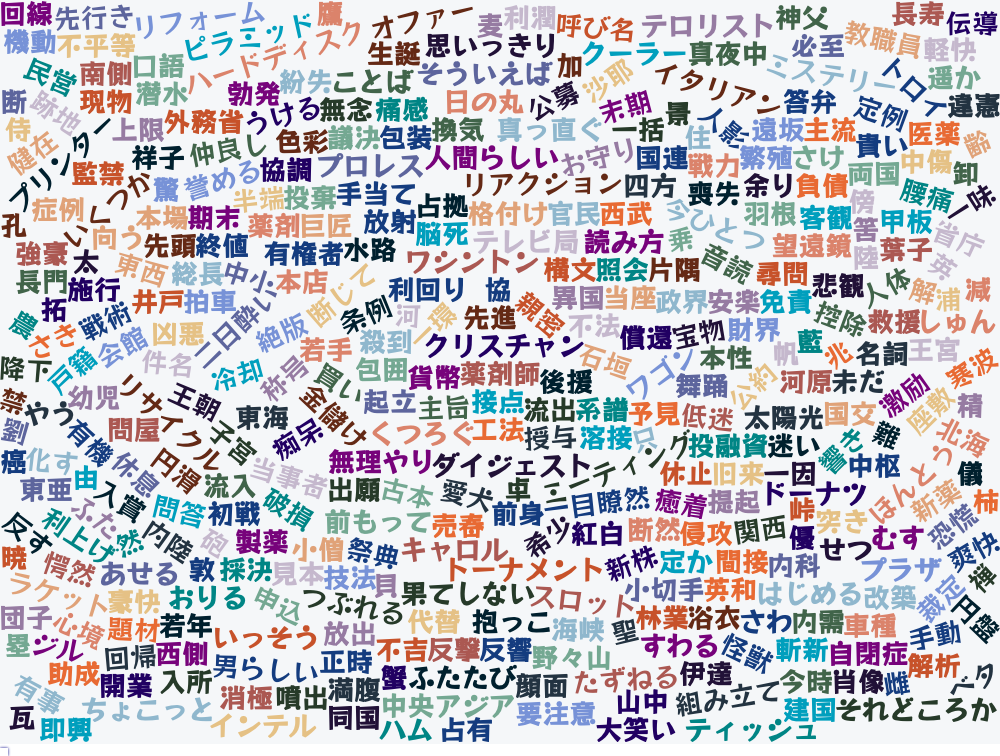 回線 先行き リフォーム ピラミッド 鷹 オファー 麦 利潤 呼び名 テロリスト 神父 長寿 伝導
機動 不平等 ハードディスク 生誕 思いっきり 加 クーラー 真夜中 必至 教職員 軽快
民営 南側 口語 紛失 ことば そういえば 沙耶 イタリアン ミステリー トロイ 遥か
断 跡地 現物 潜水 勃発 うける 無念 痛感 日の丸 公募 末期 景 人影 答弁 定例 違憲
侍 健在 プリンター 上限 外務省 色彩 議決 包装 換気 真っ直ぐ 一括 住 遠坂 主流 貴い 医薬 齢
監禁 祥子 仲良し 協調 プロレス 人間らしい お守り 国連 戦力 繁殖 さけ 両国 中傷 卸
いくつか 驚 誉める 半端 投棄 手当て リアクション 四方 喪失 余り 負債 傍 腰痛 一味
孔 症例 本場 期末 薬剤 巨匠 放射 占拠 格付け 官民 西武 今ひとつ 羽根 客観 答 甲板 省庁
強豪 太 向う 先頭 終値 有権者 水路 脳死 テレビ局 読み方 乗 音読 望遠鏡 陸 葉子 英
長門 施行 東西 総長 中小 本店 ワシントン 構文 照会 片隅 尋問 悲観 人体 解 浦 減
拓 井戸 拍車 二日酔い 断じて 利回り 協 親密 異国 当座 政界 安楽 免責 控除 救援 しゅん
農 さき 戦術 会館 凶悪 絶版 条例 河 一環 先進 不法 償還 宝物 財界 藍 北 名詞 王宮
降下 戸籍 件名 冷却 若手 殺到 クリスチャン 石垣 ワゴン 本性 帆 寒波
禁 やう 幼児 リサイクル 王朝 称号 賢い 包囲 貨幣 薬剤師 後援 舞踊 公約 河原 未だ 激励 座敷 精
劉 有機 問屋 子宮 東海 金儲け 起立 主旨 接点 流出 系譜 予見 低迷 太陽光 国交 難 北海
癌 化す 休息 円滑 痴呆 くつろぐ 工法 授与 溶接 投融資 迷い 響き 中枢 ほんとう 儀
東亜 由 入賞 流入 当事者 無理やり ダイジェスト ミーティング 休止 旧来 一因 ドーナツ 新薬 柿
ふた 問答 初戦 破損 出願 古本 愛犬 卓 一目瞭然 癒着 提起 峠 突き 恐慌
反す 利上げ 然 内陸 砲 製薬 前もって 売春 前身 希少 紅白 断然 侵攻 関西 優 せつ むす 爽快
暁 愕然 あせる 敦 採決 小僧 見本 祭典 技法 貝 キャロル トーナメント 新株 定か 間接 内科 プラザ 禅
ラケット 豪快 おりる 申込 つぶれる 果てしない スロット 小切手 英和 はじめる 改築 裁定 円盤
団子 心境 題材 若年 いっそう 放出 代替 抱っこ 海峡 聖 林業 浴衣 さわ 内需 車種 手動
塁 ジル 回帰 西側 男らしい 正時 不吉 反撃 反響 野々山 すわる 怪獣 斬新 自閉症 解析
有事 助成 開業 入所 消極 噴出 満腹 蟹 ふたたび 顔面 たずねる 伊達 組み立て 今時 肖像 雌 ベタ
瓦 即興 ちょこっと インテル 同国 ハム 中央アジア 占有 要注意 山中 大笑い ティッシュ 建国 それどころか